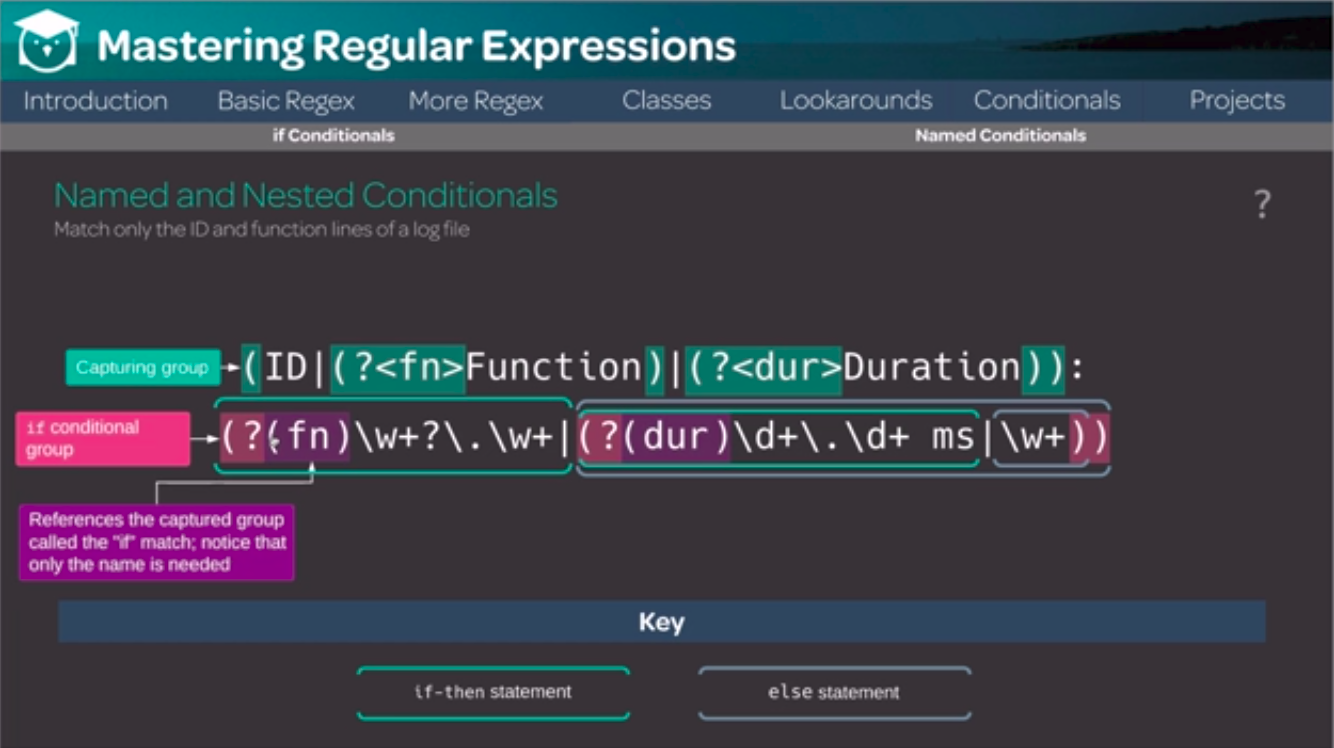 Mastering Regular Expressions
Introduction Basic Regex More Regex Classes Lookarounds Conditionals Projects
if Conditionals Named Conditionals
Named and Nested Conditionals
?
Match only the ID and function lines of a log file
Capturing group
(ID|(?<fn>Function)|(?<dur>Duration)):
if conditional
group
(?(fn)\w+?\.\w+|(?(dur)\d+\.\d+ ms|\w+))
References the captured group
called the "if" match; notice that
only the name is needed
Key
if-then statement else statement